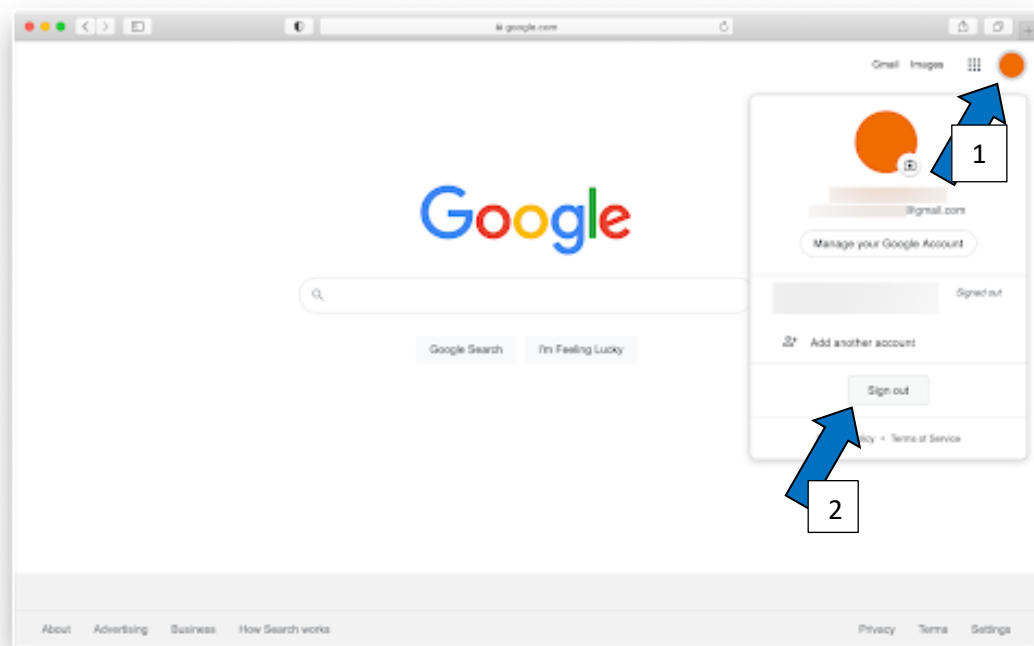 google.com
Gmail Images
1
@gmail.com
Manage your Google Account
Google
Signed out
Google Search I'm Feeling Lucky
Add another account
Sign out
Terms of Service
2
About Advertising Business How Search works
Privacy Terms Settings